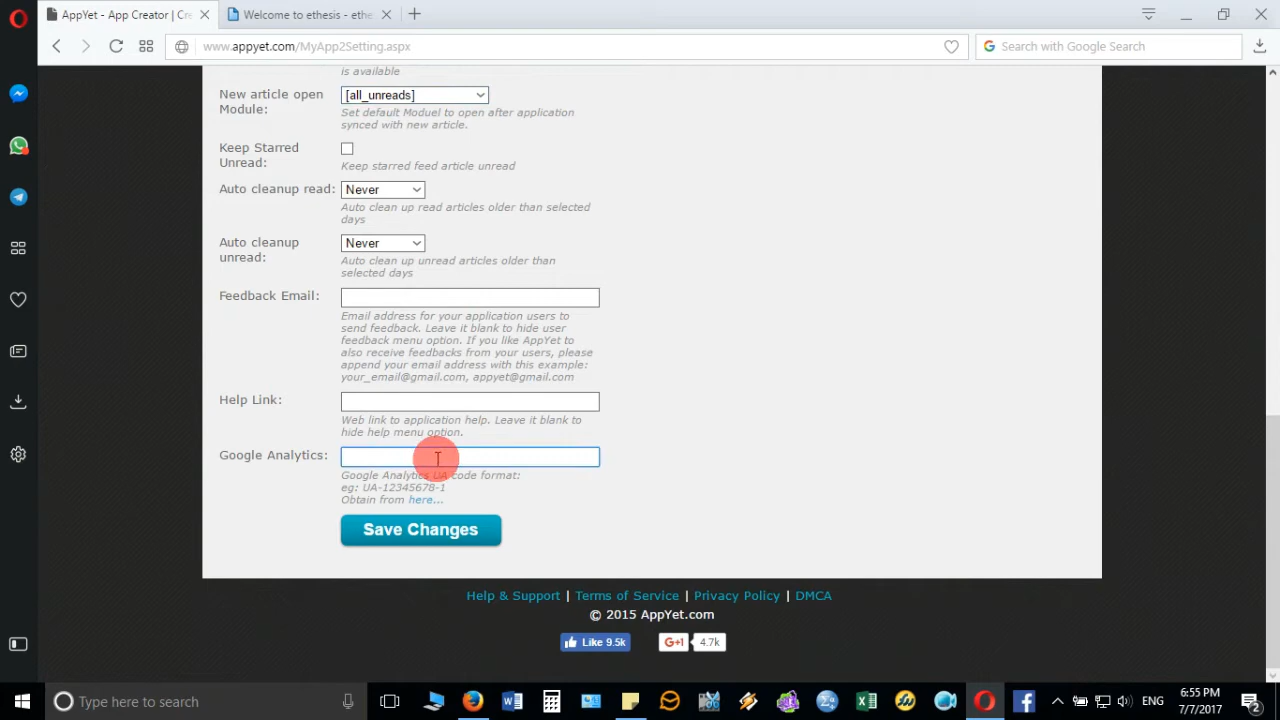 AppYet - App Creator | Cre
Welcome to ethesis - ethe
www.appyet.com/MyApp2Setting.aspx
Search with Google Search
is available
New article open
Module:
[all_unreads]
Set default Moduel to open after application
synced with new article.
Keep Starred
Unread:
Keep starred feed article unread
Auto cleanup read:
Never
Auto clean up read articles older than selected
days
Auto cleanup
unread:
Never
Auto clean up unread articles older than
selected days
Feedback Email:
Email address for your application users to
send feedback. Leave it blank to hide user
feedback menu option. If you like AppYet to
also receive feedbacks from your users, please
append your email address with this example:
your_email@gmail.com, appyet@gmail.com
Help Link:
Web link to application help. Leave it blank to
hide help menu option.
Google Analytics:
Google Analytics UA code format:
eg: UA-12345678-1
Obtain from here...
Save Changes
Help & Support | Terms of Service | Privacy Policy | DMCA
© 2015 AppYet.com
Like 9.5k
G+1 4.7k
Type here to search
ENG
6:55 PM
7/7/2017
2